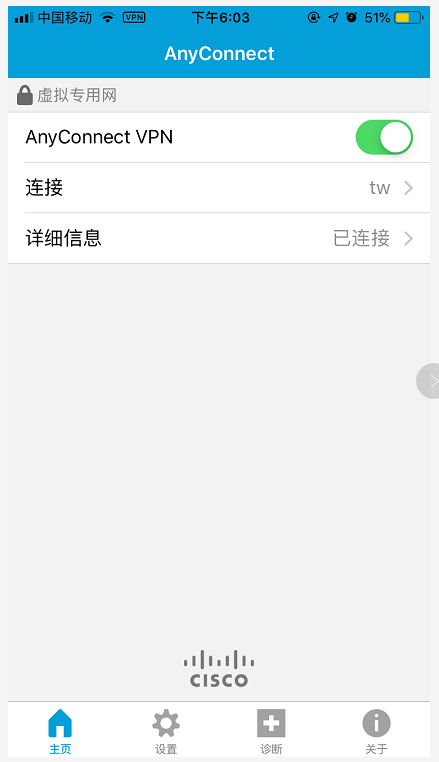 中国移动 VPN 下午6:03 51%
AnyConnect
虚拟专用网
AnyConnect VPN
连接 tw
详细信息 已连接
CISCO
主页 设置 诊断 关于